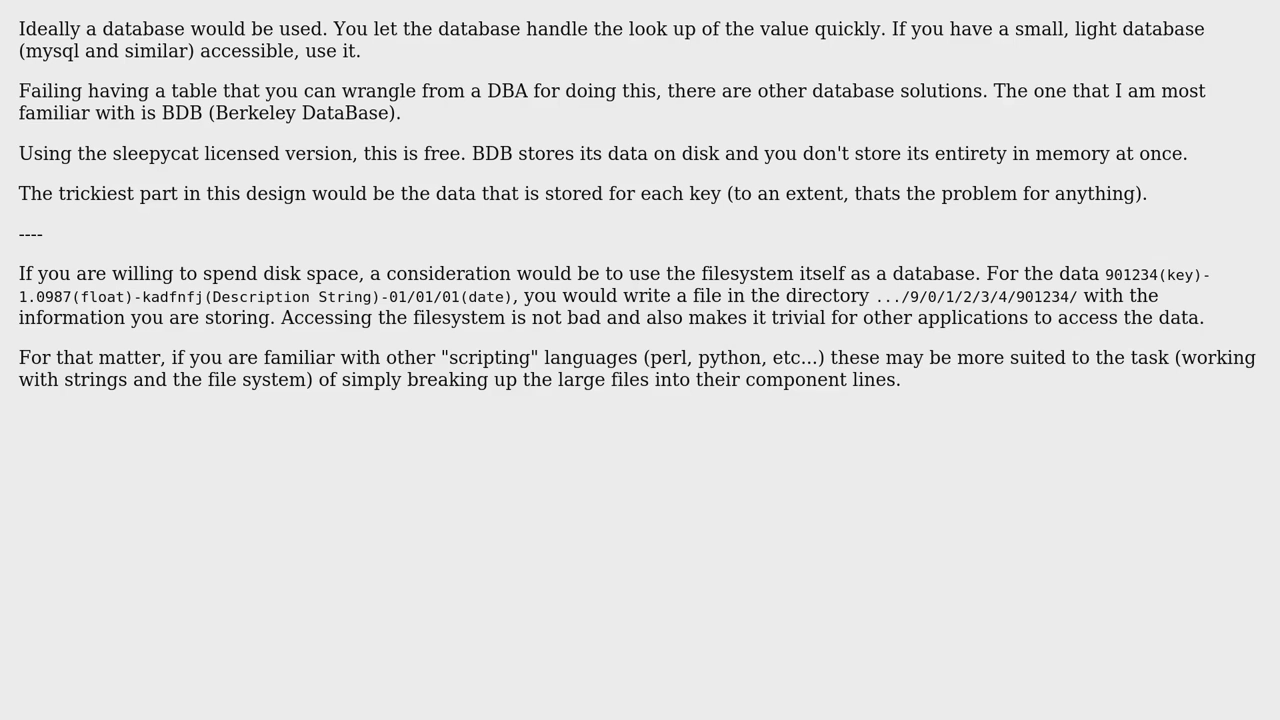 Ideally a database would be used. You let the database handle the look up of the value quickly. If you have a small, light database
(mysql and similar) accessible, use it.
Failing having a table that you can wrangle from a DBA for doing this, there are other database solutions. The one that I am most
familiar with is BDB (Berkeley DataBase).
Using the sleepycat licensed version, this is free. BDB stores its data on disk and you don't store its entirety in memory at once.
The trickiest part in this design would be the data that is stored for each key (to an extent, thats the problem for anything).
----
If you are willing to spend disk space, a consideration would be to use the filesystem itself as a database. For the data 901234(key)-
1.0987(float)-kadfnfj(Description String)-01/01/01(date), you would write a file in the directory .../9/0/1/2/3/4/901234/ with the
information you are storing. Accessing the filesystem is not bad and also makes it trivial for other applications to access the data.
For that matter, if you are familiar with other "scripting" languages (perl, python, etc...) these may be more suited to the task (working
with strings and the file system) of simply breaking up the large files into their component lines.